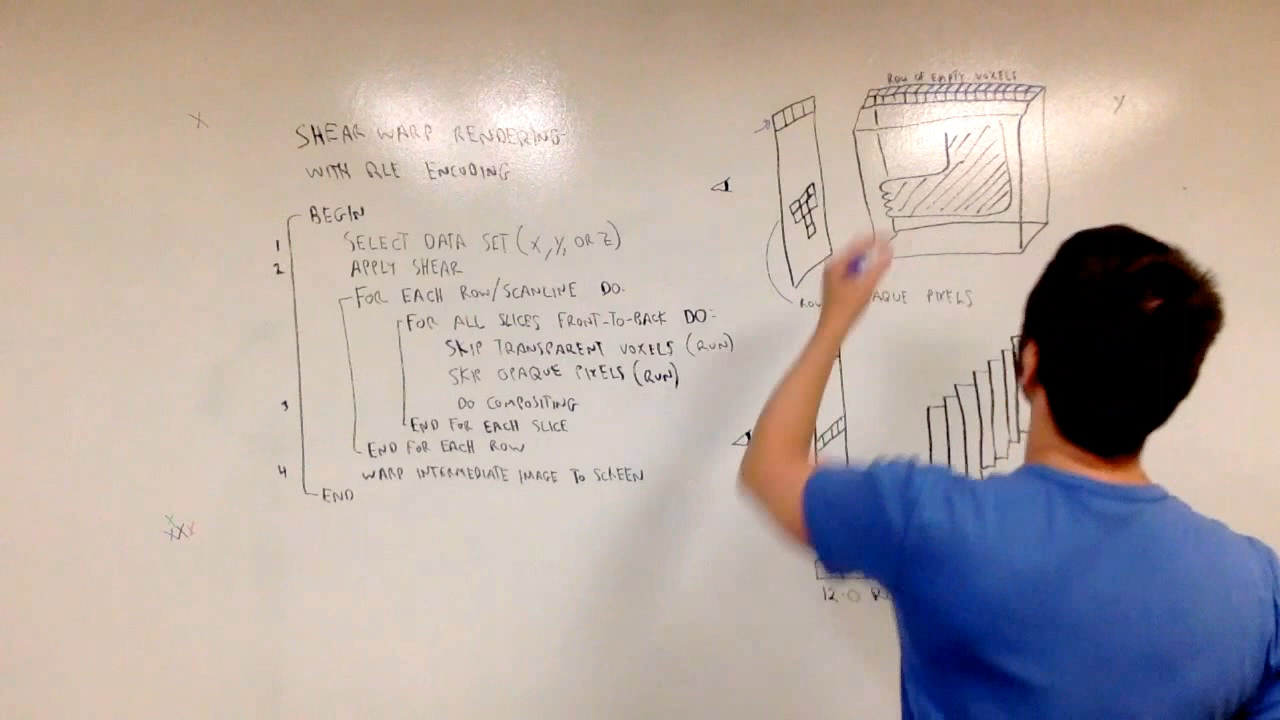 ROW OF EMPTY VOXELS
X
Y
SHEAR WARP RENDERING
WITH RLE ENCODING
BEGIN
1 SELECT DATA SET (X, Y, OR Z)
2 APPLY SHEAR
FOR EACH ROW/SCANLINE DO:
FOR ALL SLICES FRONT-TO-BACK DO:
SKIP TRANSPARENT VOXELS (RUN)
SKIP OPAQUE PIXELS (RUN)
3 DO COMPOSITING
END FOR EACH SLICE
END FOR EACH ROW
4 WARP INTERMEDIATE IMAGE TO SCREEN
END
XXX
PIXELS
12.0